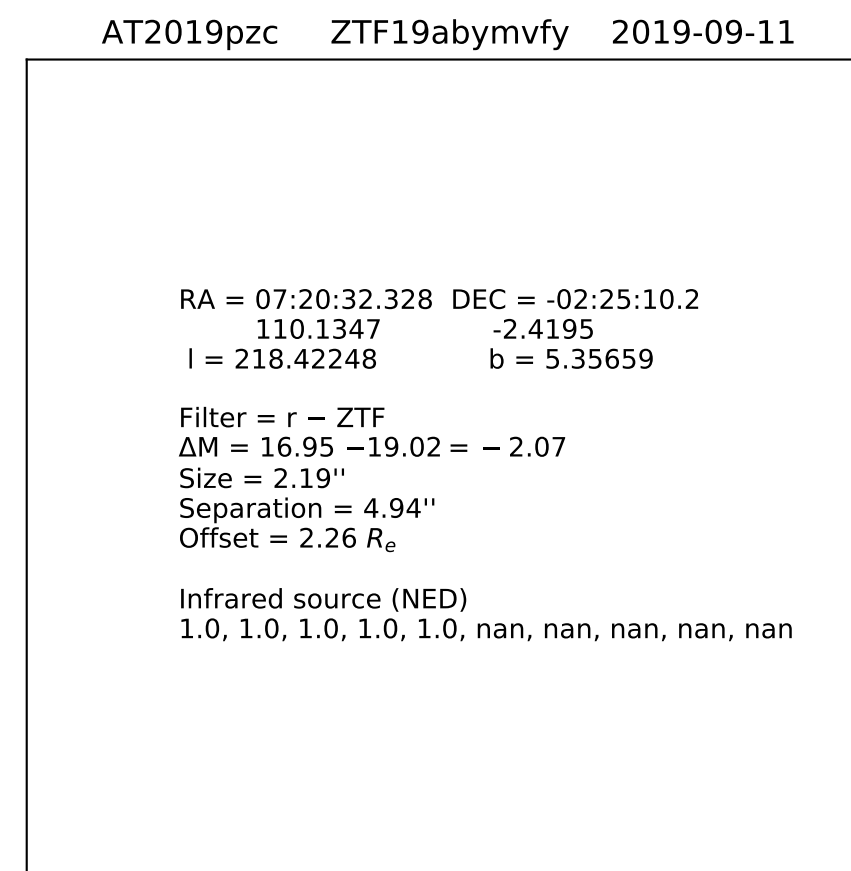 AT2019pzc ZTF19abymvfy 2019-09-11
RA = 07:20:32.328 DEC = -02:25:10.2
110.1347 -2.4195
l = 218.42248 b = 5.35659
Filter = r − ZTF
ΔM = 16.95 −19.02 = − 2.07
Size = 2.19''
Separation = 4.94''
Offset = 2.26 Rₑ
Infrared source (NED)
1.0, 1.0, 1.0, 1.0, 1.0, nan, nan, nan, nan, nan